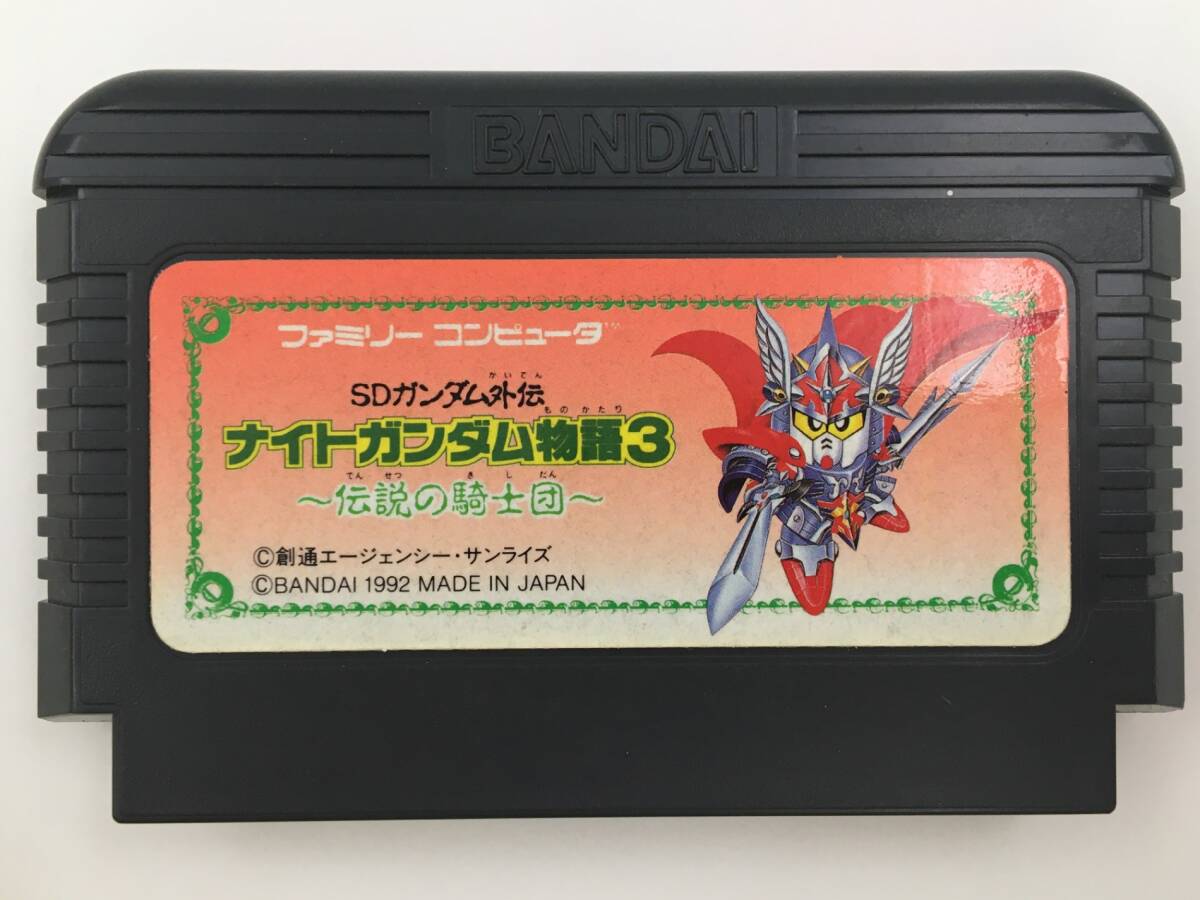 BANDAI
ファミリー コンピュータ™
がいでん
SDガンダム外伝
ものがたり
ナイトガンダム物語3
でんせつ きしだん
~伝説の騎士団~
©創通エージェンシー・サンライズ
©BANDAI 1992 MADE IN JAPAN